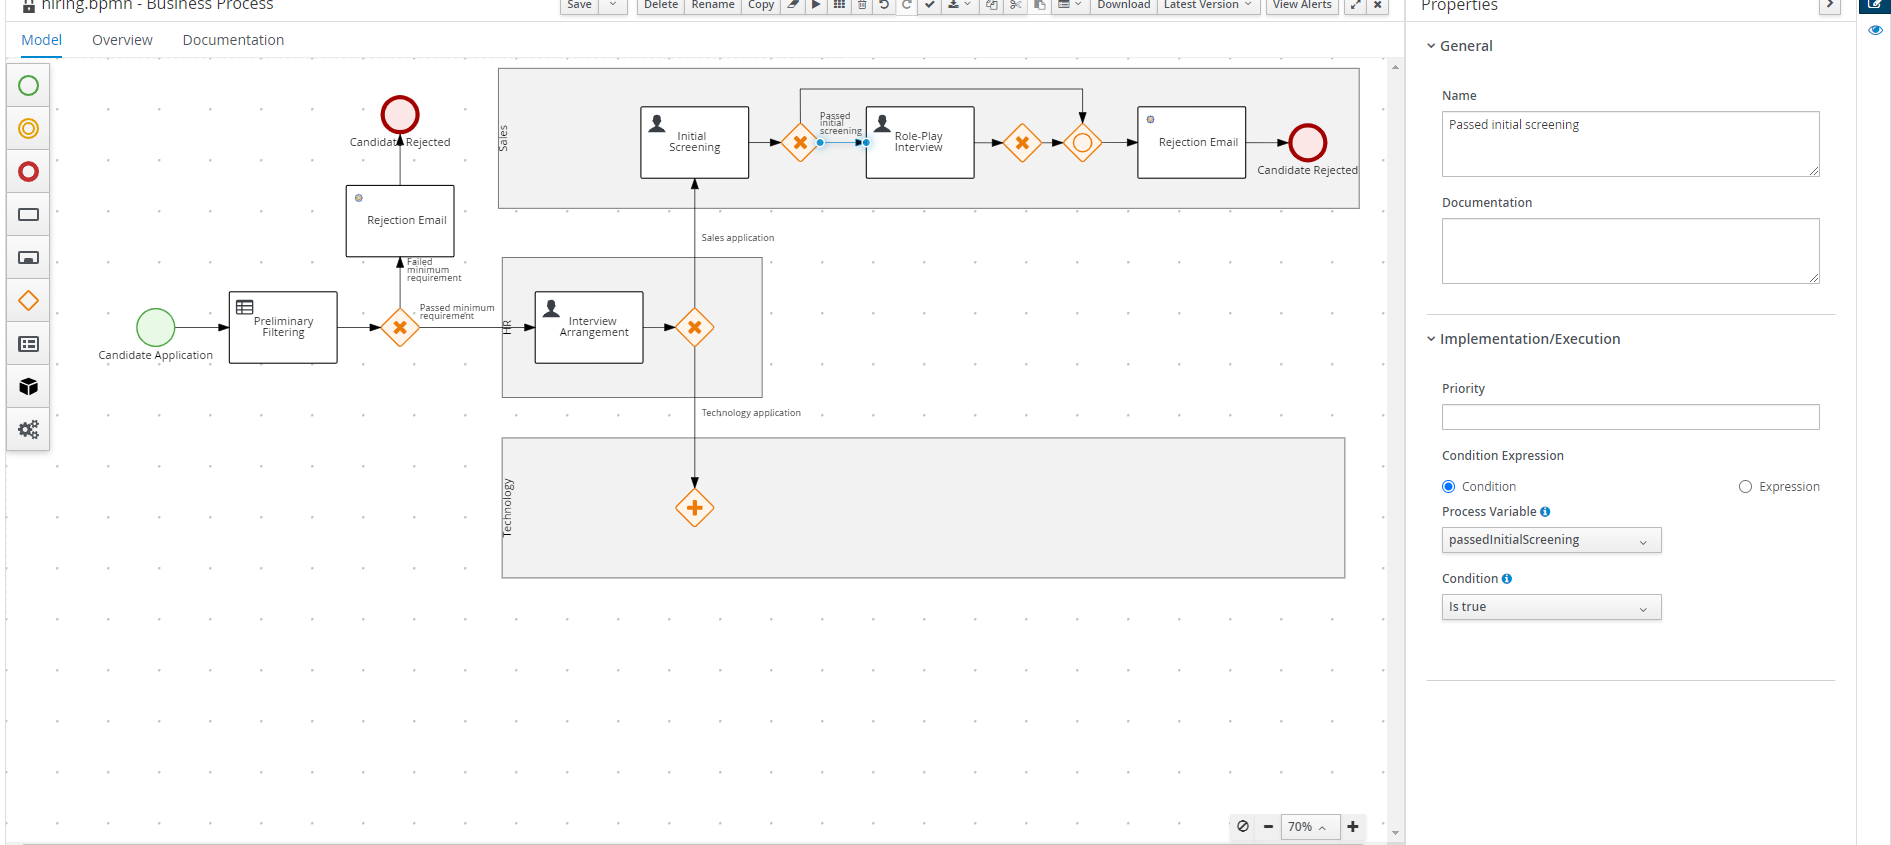 hiring.bpmn - Business Process
Save
Delete
Rename
Copy
Download
Latest Version
View Alerts
Properties
Model
Overview
Documentation
General
Name
Passed initial screening
Documentation
Implementation/Execution
Priority
Condition Expression
Condition
Expression
Process Variable
passedInitialScreening
Condition
Is true
Sales
Initial
Screening
Passed
initial
screening
Role-Play
Interview
Rejection Email
Candidate Rejected
Candidate Rejected
Rejection Email
Failed
minimum
requirement
Sales application
Candidate Application
Preliminary
Filtering
Passed minimum
requirement
HR
Interview
Arrangement
Technology application
Technology
70%